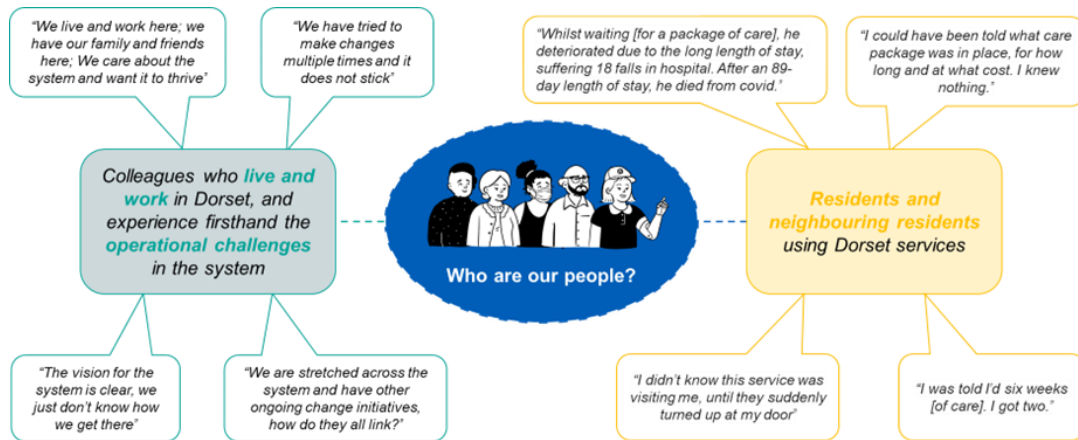 “We live and work here; we
have our family and friends
here; We care about the
system and want it to thrive”
“We have tried to
make changes
multiple times and it
does not stick”
“Whilst waiting [for a package of care], he
deteriorated due to the long length of stay,
suffering 18 falls in hospital. After an 89-
day length of stay, he died from covid.”
“I could have been told what care
package was in place, for how
long and at what cost. I knew
nothing.”
Colleagues who live and
work in Dorset, and
experience firsthand the
operational challenges
in the system
Who are our people?
Residents and
neighbouring residents
using Dorset services
“The vision for the
system is clear, we
just don’t know how
we get there”
“We are stretched across the
system and have other
ongoing change initiatives,
how do they all link?”
“I didn’t know this service was
visiting me, until they suddenly
turned up at my door”
“I was told I’d six weeks
[of care]. I got two.”